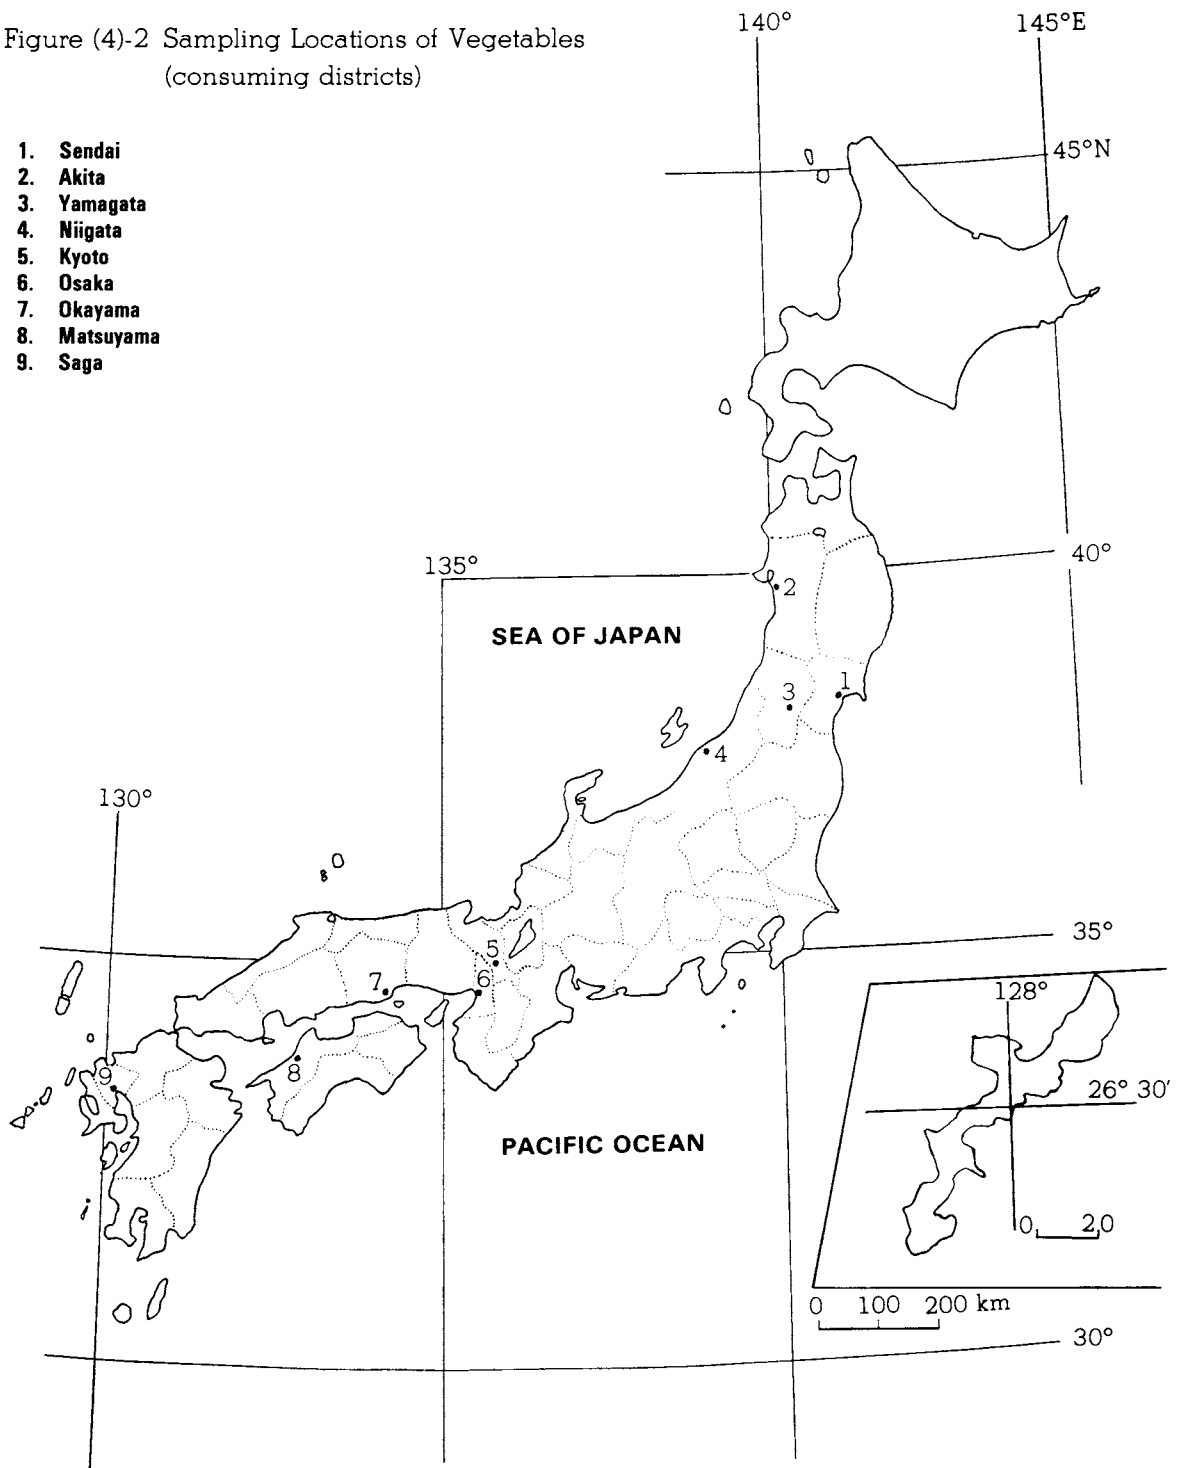 Figure (4)-2 Sampling Locations of Vegetables
(consuming districts)
1. Sendai
2. Akita
3. Yamagata
4. Niigata
5. Kyoto
6. Osaka
7. Okayama
8. Matsuyama
9. Saga
140°
145°E
45°N
40°
135°
2
SEA OF JAPAN
1
3
4
130°
35°
5
6
7
128°
8
9
26° 30′
PACIFIC OCEAN
0 20
0 100 200 km
30°